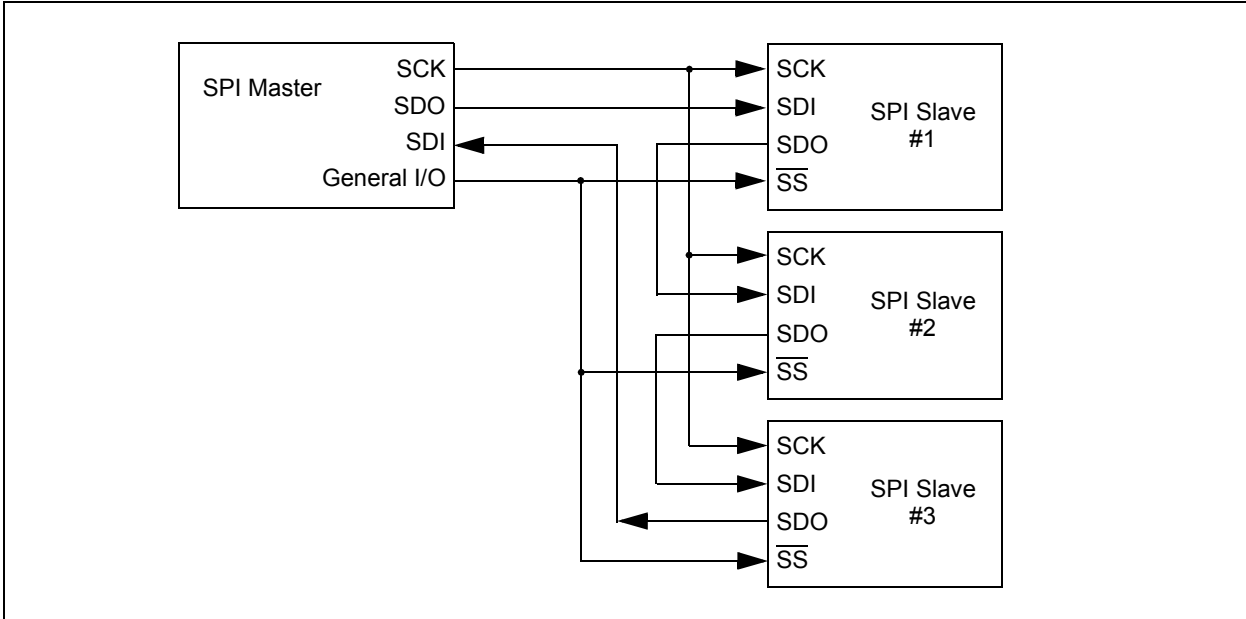 SPI Master
SCK
SDO
SDI
General I/O
SCK
SDI
SDO
SS
SPI Slave
#1
SCK
SDI
SDO
SS
SPI Slave
#2
SCK
SDI
SDO
SS
SPI Slave
#3